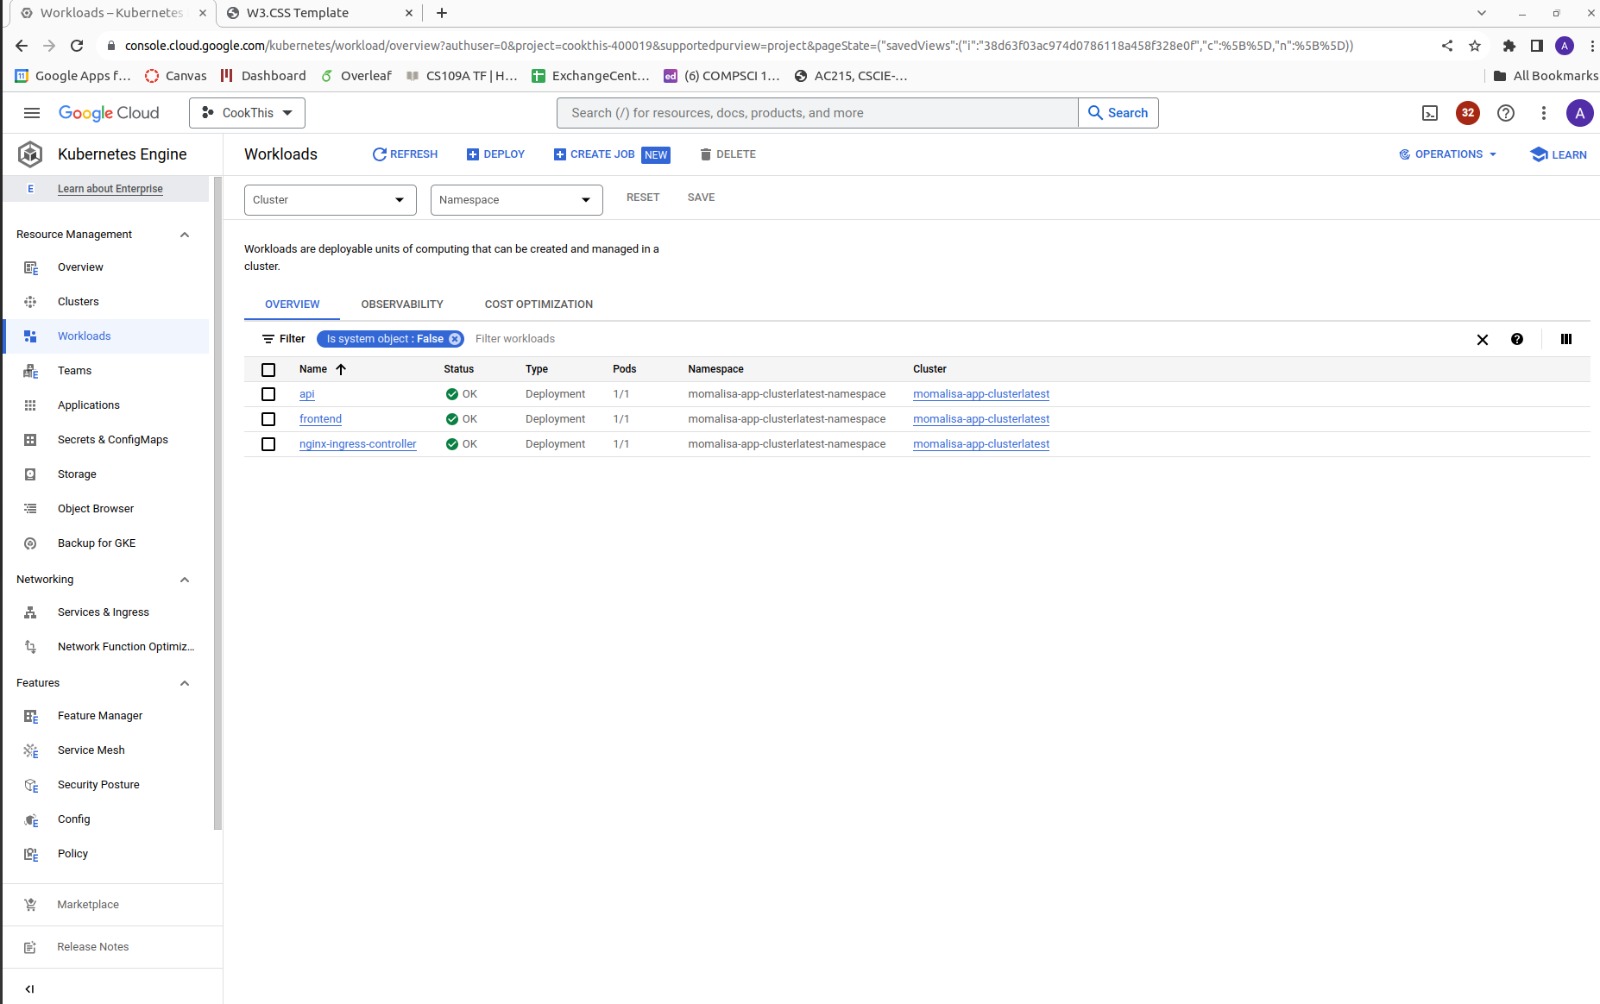 Workloads – Kubernetes
W3.CSS Template
console.cloud.google.com/kubernetes/workload/overview?authuser=0&project=cookthis-400019&supportedpurview=project&pageState=("savedViews":("i":"38d63f03ac974d0786118a458f328e0f","c":%5B%5D,"n":%5B%5D))
A
Google Apps f... Canvas Dashboard Overleaf CS109A TF | H... ExchangeCent... ed (6) COMPSCI 1... AC215, CSCIE-... All Bookmarks
Google Cloud CookThis Search (/) for resources, docs, products, and more Search 32 A
Kubernetes Engine
Workloads REFRESH DEPLOY CREATE JOB NEW DELETE OPERATIONS LEARN
E Learn about Enterprise
Cluster Namespace RESET SAVE
Resource Management
Overview
Clusters
Workloads
Teams
Applications
Secrets & ConfigMaps
Storage
Object Browser
Backup for GKE
Networking
Services & Ingress
Network Function Optimiz...
Features
Feature Manager
Service Mesh
Security Posture
Config
Policy
Marketplace
Release Notes
Workloads are deployable units of computing that can be created and managed in a
cluster.
OVERVIEW OBSERVABILITY COST OPTIMIZATION
Filter Is system object : False Filter workloads
Name Status Type Pods Namespace Cluster
api OK Deployment 1/1 momalisa-app-clusterlatest-namespace momalisa-app-clusterlatest
frontend OK Deployment 1/1 momalisa-app-clusterlatest-namespace momalisa-app-clusterlatest
nginx-ingress-controller OK Deployment 1/1 momalisa-app-clusterlatest-namespace momalisa-app-clusterlatest